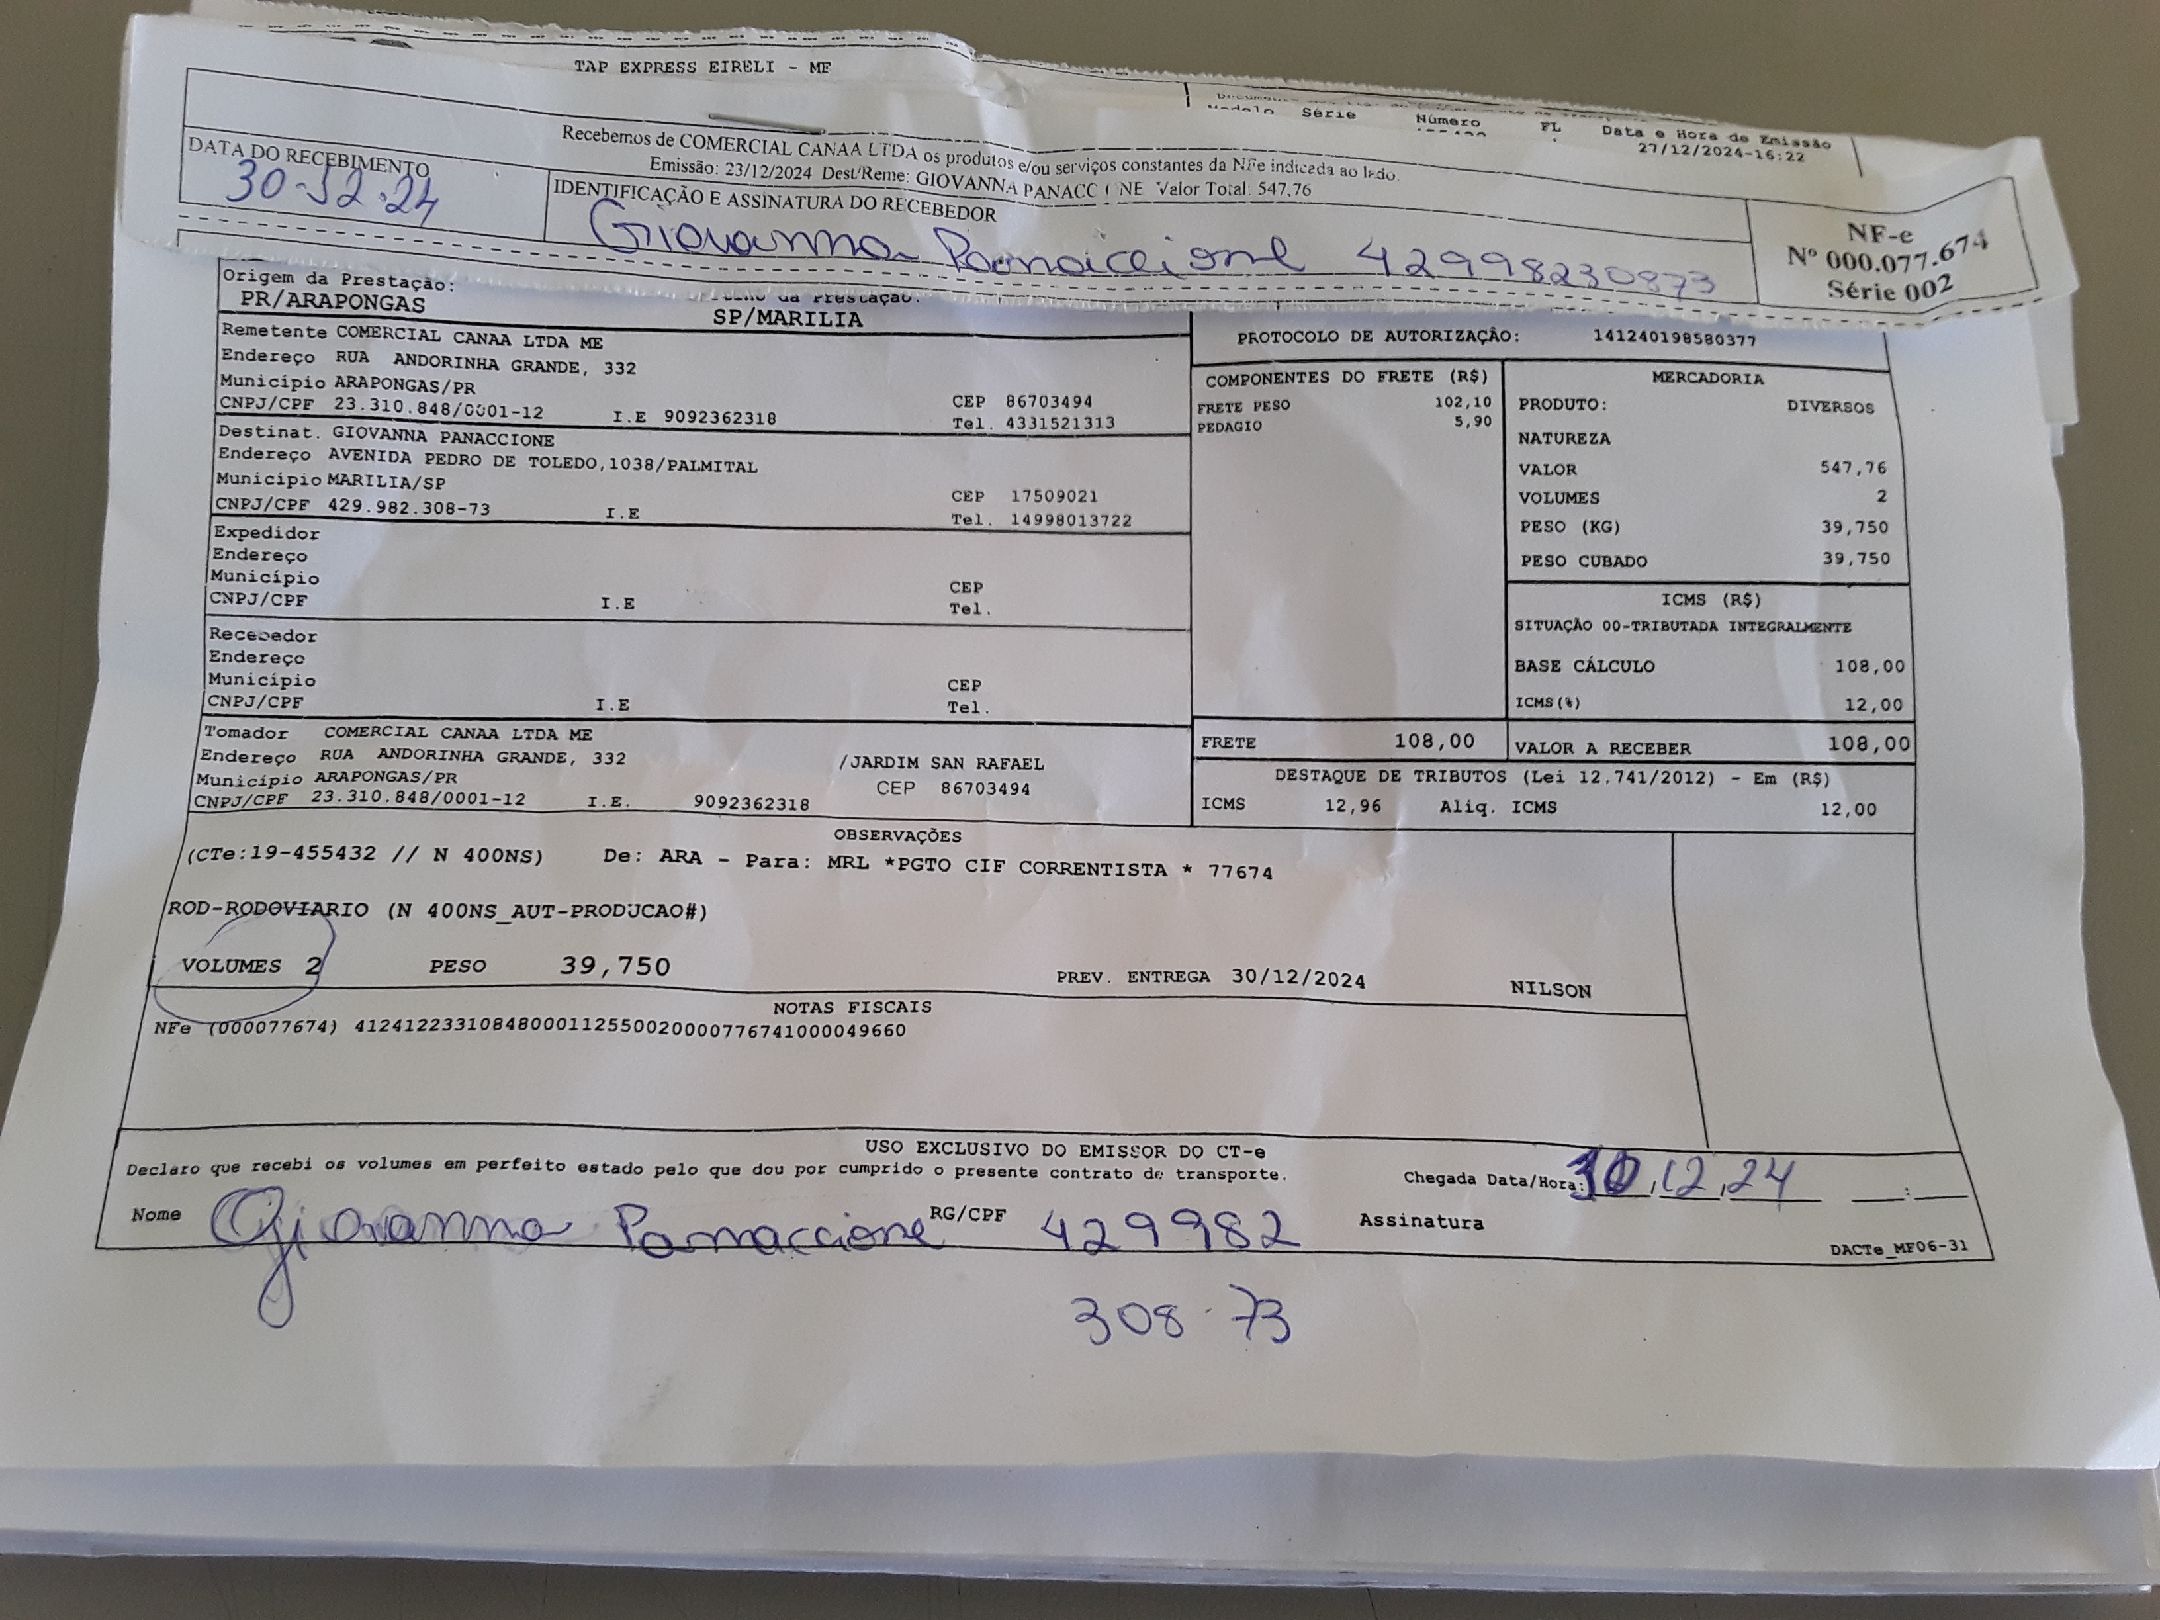 TAP EXPRESS EIRELI - MF
Modelo Série Número FL Data e Hora de Emissão
27/12/2024-16:22
Recebemos de COMERCIAL CANAA LTDA os produtos e/ou serviços constantes da NFe indicada ao lado.
Emissão: 23/12/2024 Dest/Reme: GIOVANNA PANACC NE Valor Total: 547,76
DATA DO RECEBIMENTO
30-12-24
IDENTIFICAÇÃO E ASSINATURA DO RECEBEDOR
Giovanna Panaccione 42998230873
NF-e
Nº 000.077.674
Série 002
Origem da Prestação:
PR/ARAPONGAS
da Prestação:
SP/MARILIA
Remetente COMERCIAL CANAA LTDA ME
Endereço RUA ANDORINHA GRANDE, 332
Município ARAPONGAS/PR CEP 86703494
CNPJ/CPF 23.310.848/0001-12 I.E 9092362318 Tel. 4331521313
Destinat. GIOVANNA PANACCIONE
Endereço AVENIDA PEDRO DE TOLEDO,1038/PALMITAL
Município MARILIA/SP CEP 17509021
CNPJ/CPF 429.982.308-73 I.E Tel. 14998013722
Expedidor
Endereço
Município CEP
CNPJ/CPF I.E Tel.
Recebedor
Endereço
Município CEP
CNPJ/CPF I.E Tel.
Tomador COMERCIAL CANAA LTDA ME
Endereço RUA ANDORINHA GRANDE, 332 /JARDIM SAN RAFAEL
Município ARAPONGAS/PR CEP 86703494
CNPJ/CPF 23.310.848/0001-12 I.E. 9092362318
PROTOCOLO DE AUTORIZAÇÃO: 141240198580377
COMPONENTES DO FRETE (R$)
FRETE PESO 102,10
PEDAGIO 5,90
MERCADORIA
PRODUTO: DIVERSOS
NATUREZA
VALOR 547,76
VOLUMES 2
PESO (KG) 39,750
PESO CUBADO 39,750
ICMS (R$)
SITUAÇÃO 00-TRIBUTADA INTEGRALMENTE
BASE CÁLCULO 108,00
ICMS(%) 12,00
FRETE 108,00 VALOR A RECEBER 108,00
DESTAQUE DE TRIBUTOS (Lei 12.741/2012) - Em (R$)
ICMS 12,96 Aliq. ICMS 12,00
OBSERVAÇÕES
(CTe:19-455432 // N 400NS) De: ARA - Para: MRL *PGTO CIF CORRENTISTA * 77674
ROD-RODOVIARIO (N 400NS_AUT-PRODUCAO#)
VOLUMES 2 PESO 39,750 PREV. ENTREGA 30/12/2024 NILSON
NOTAS FISCAIS
NFe (000077674) 41241223310848000112550020000776741000049660
USO EXCLUSIVO DO EMISSOR DO CT-e
Declaro que recebi os volumes em perfeito estado pelo que dou por cumprido o presente contrato de transporte.
Chegada Data/Hora: 30,12,24 :
Nome Giovanna Panaccione RG/CPF 429982 Assinatura
308-73
DACTe_MF06-31